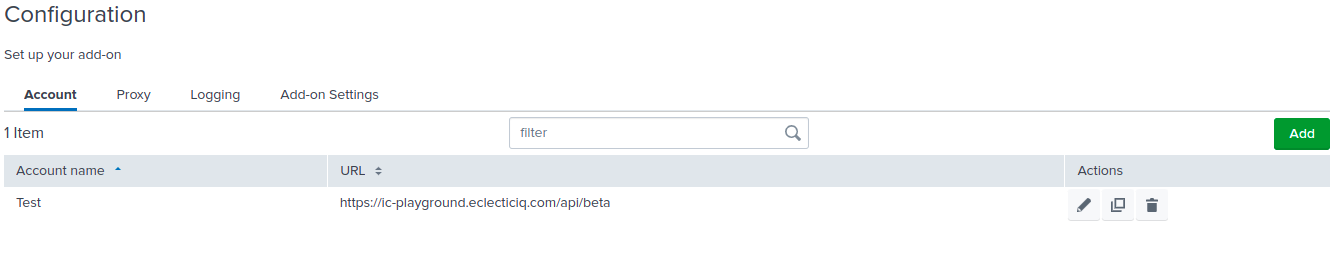 Configuration
Set up your add-on
Account Proxy Logging Add-on Settings
1 Item filter Add
Account name URL Actions
Test https://ic-playground.eclecticiq.com/api/beta